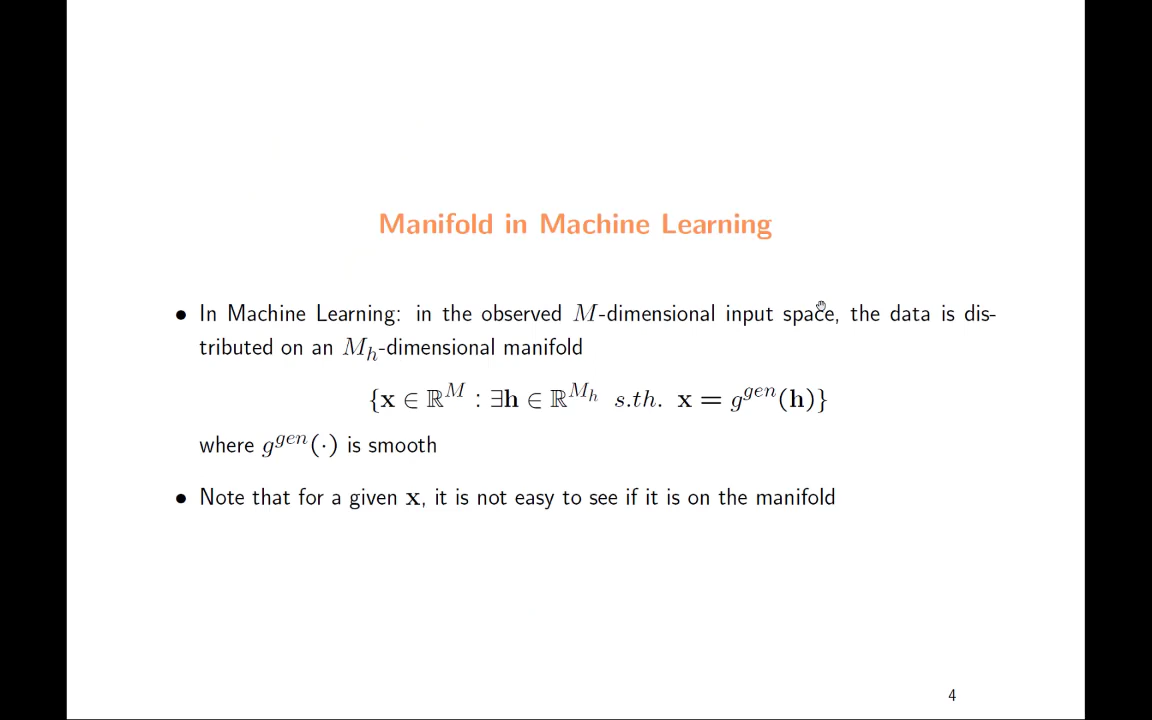 Manifold in Machine Learning
• In Machine Learning: in the observed M-dimensional input space, the data is dis-
tributed on an M_h-dimensional manifold
{x ∈ ℝ^M : ∃h ∈ ℝ^{M_h} s.th. x = g^{gen}(h)}
where g^{gen}(·) is smooth
• Note that for a given x, it is not easy to see if it is on the manifold
4